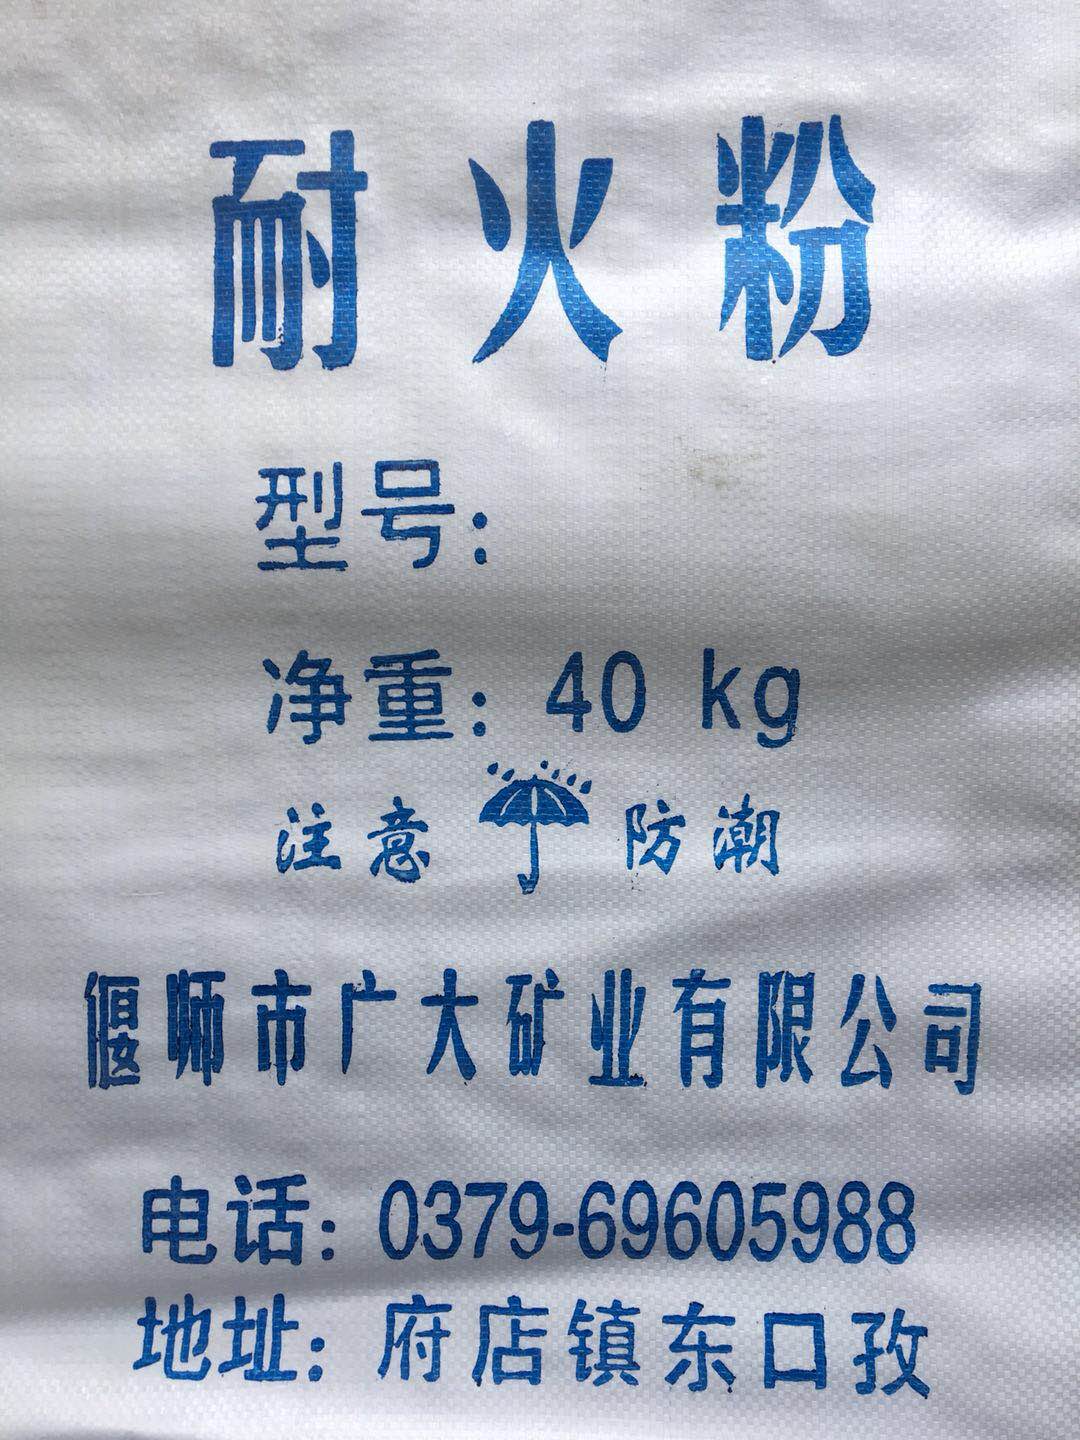 耐火粉
型号:
净重: 40 kg
注意 防潮
偃师市广大矿业有限公司
电话: 0379-69605988
地址: 府店镇东口孜